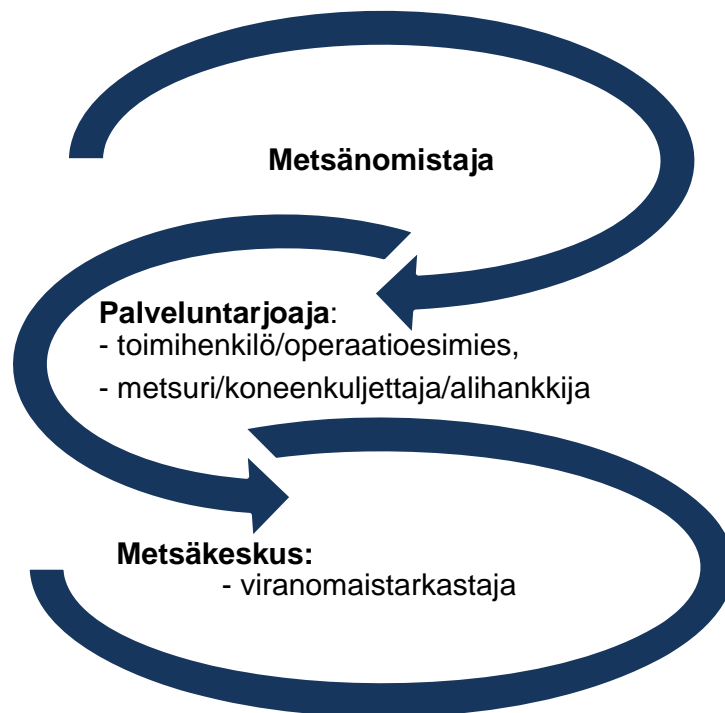 Metsänomistaja
Palveluntarjoaja:
- toimihenkilö/operaatioesimies,
- metsuri/koneenkuljettaja/alihankkija
Metsäkeskus:
- viranomaistarkastaja